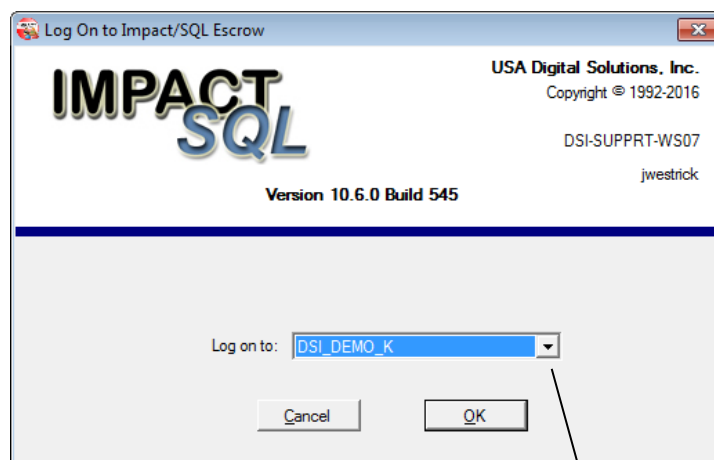 Log On to Impact/SQL Escrow
IMPACT
SQL
USA Digital Solutions, Inc.
Copyright © 1992-2016
DSI-SUPPRT-WS07
jwestrick
Version 10.6.0 Build 545
Log on to: DSI_DEMO_K
Cancel OK